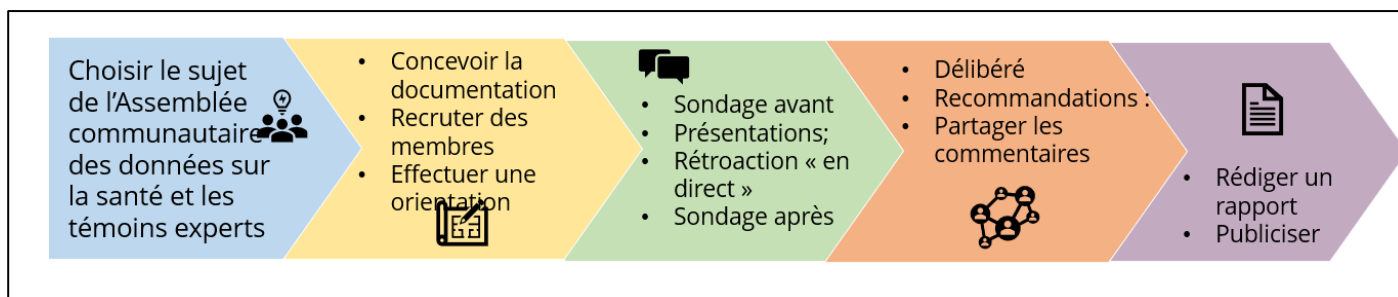 Choisir le sujet
de l'Assemblée
communautaire
des données sur
la santé et les
témoins experts
• Concevoir la
documentation
• Recruter des
membres
• Effectuer une
orientation
• Sondage avant
• Présentations;
• Rétroaction « en
direct »
• Sondage après
• Délibéré
• Recommandations :
• Partager les
commentaires
• Rédiger un
rapport
• Publiciser